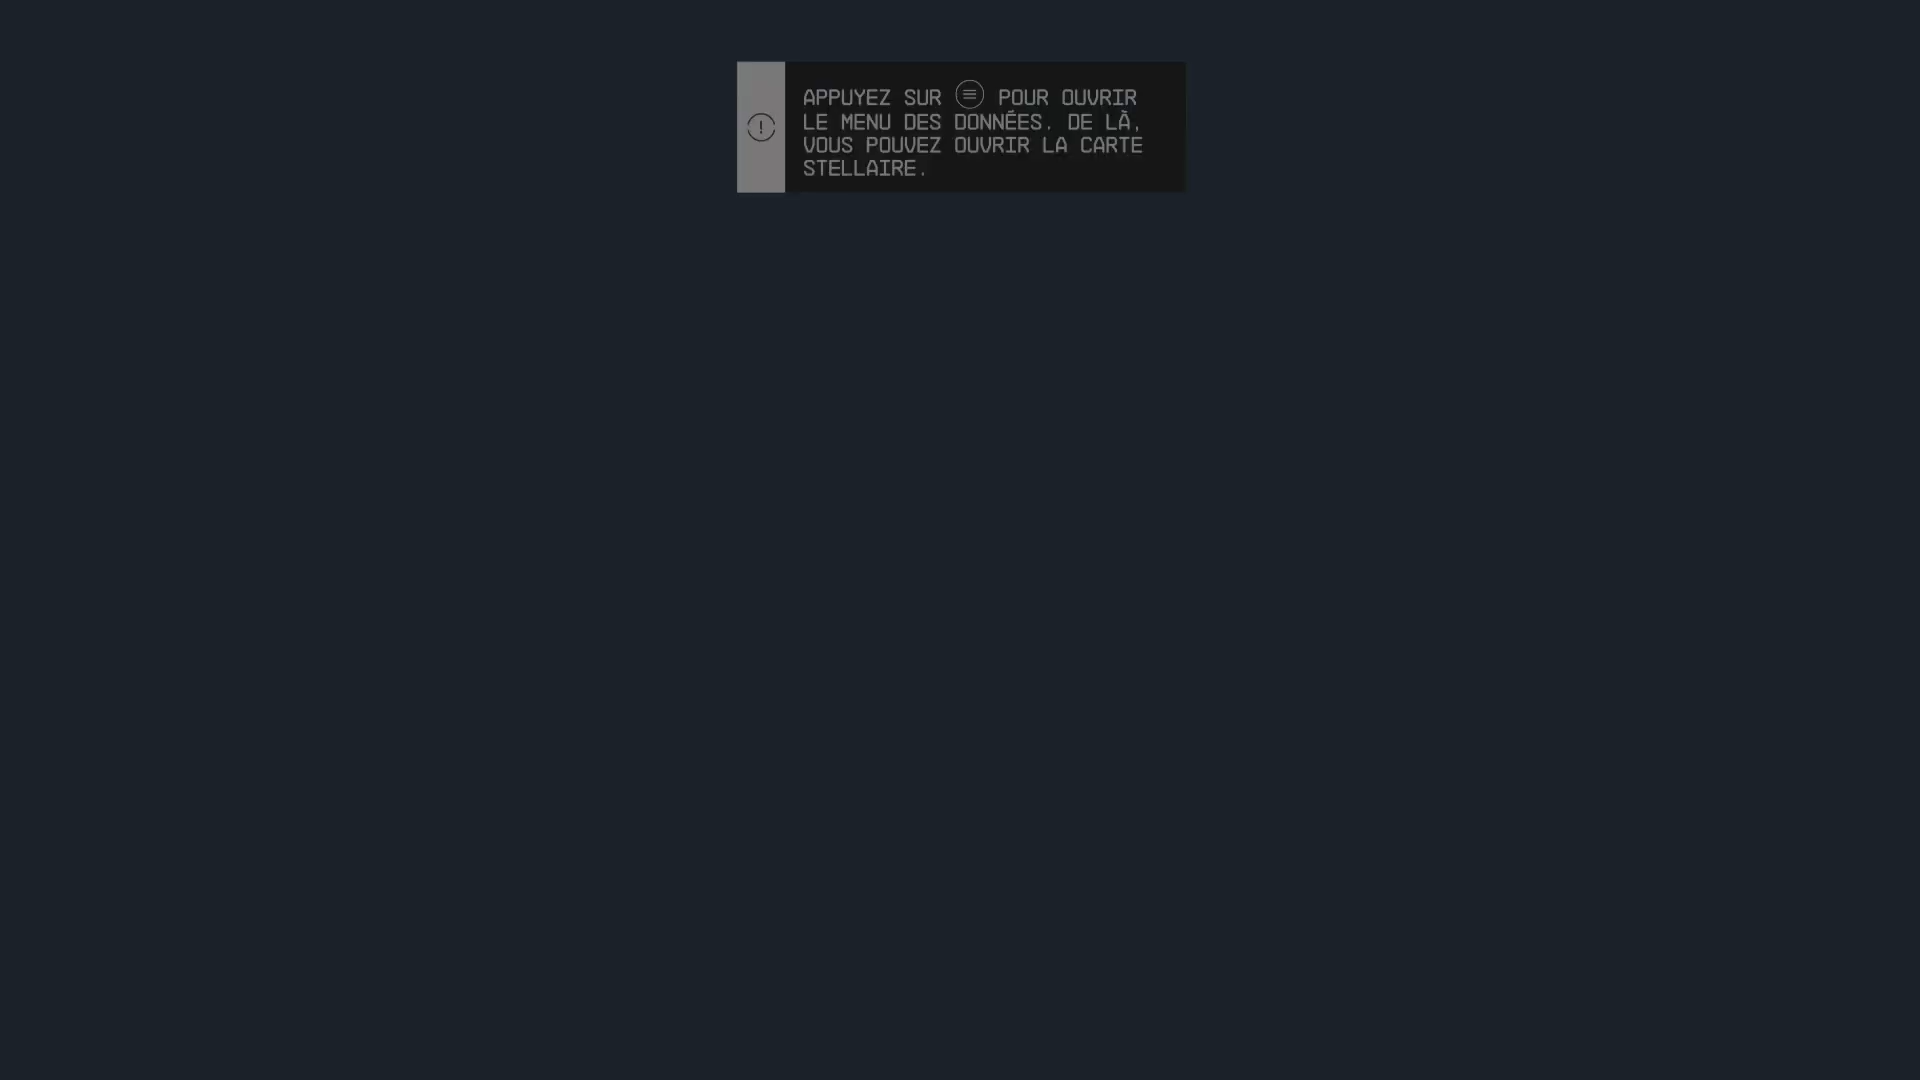 APPUYEZ SUR POUR OUVRIR
LE MENU DES DONNÉES. DE LÀ,
VOUS POUVEZ OUVRIR LA CARTE
STELLAIRE.